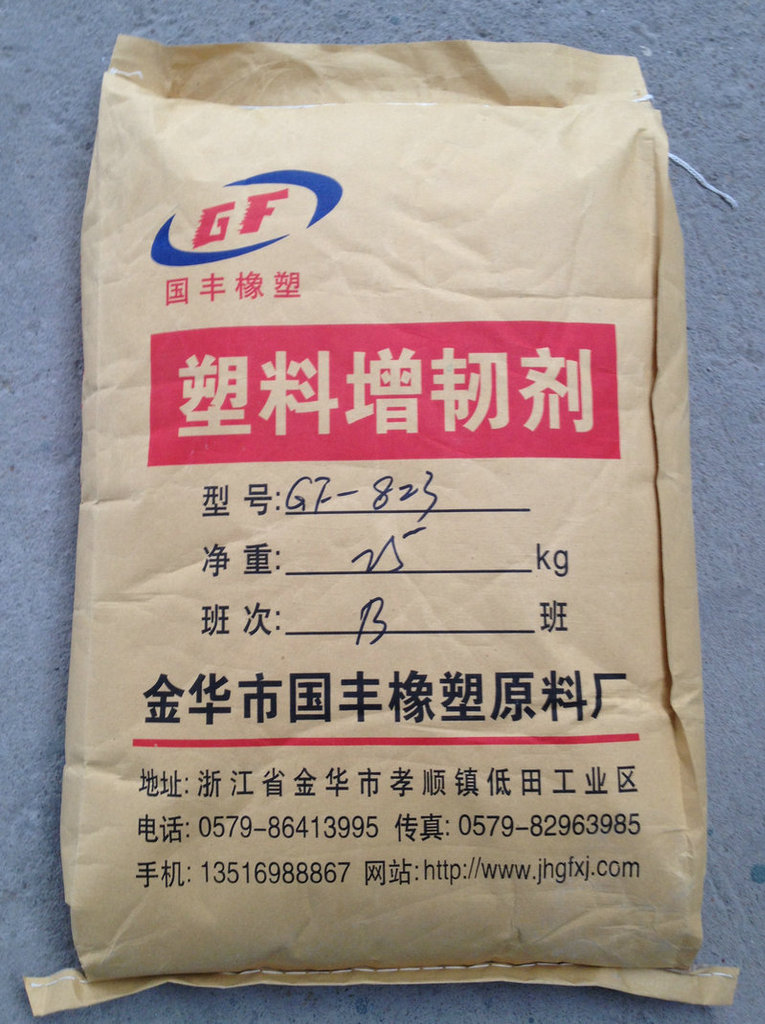 GF
国丰橡塑
塑料增韧剂
型号:GF-823
净重:25kg
班次:B班
金华市国丰橡塑原料厂
地址:浙江省金华市孝顺镇低田工业区
电话:0579-86413995 传真:0579-82963985
手机:13516988867 网站:http://www.jhgfxj.com